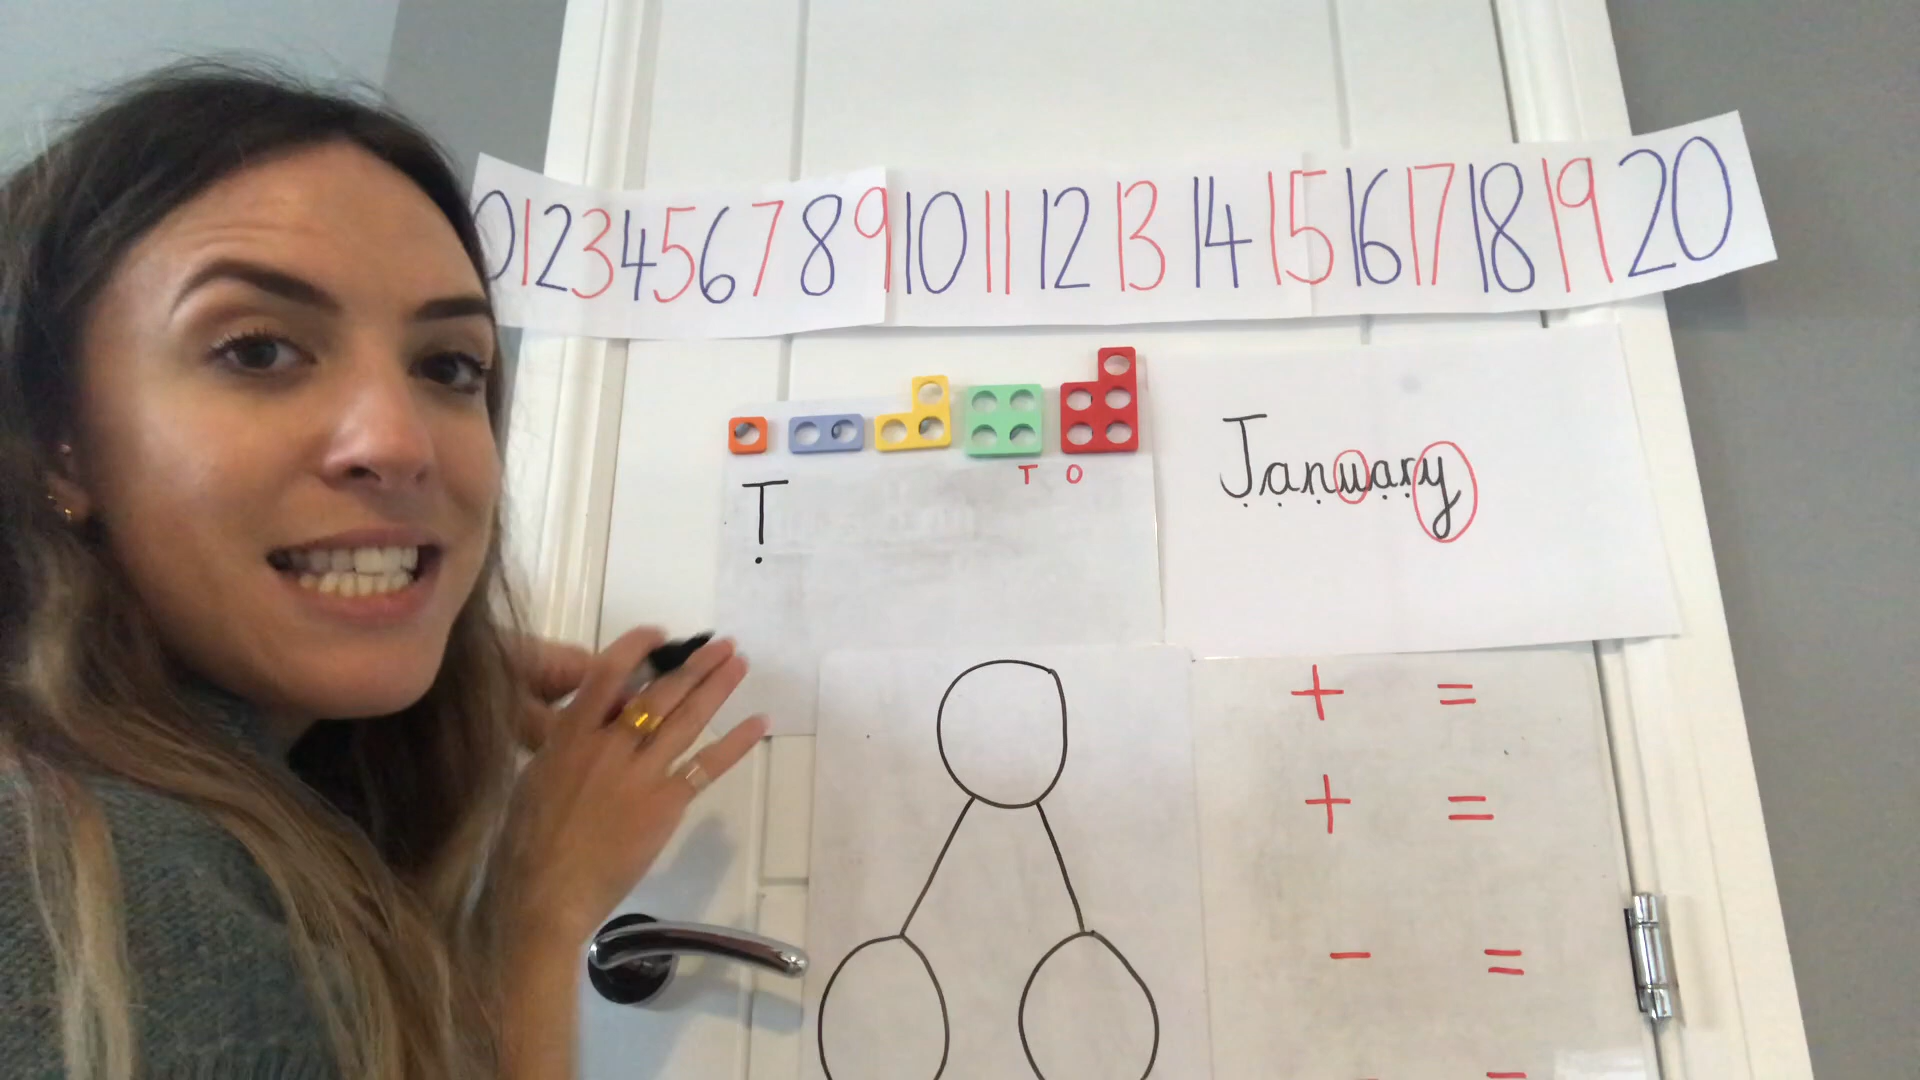 0 1 2 3 4 5 6 7 8 9 10 11 12 13 14 15 16 17 18 19 20
T O
T
January
+ =
+ =
- =
- =